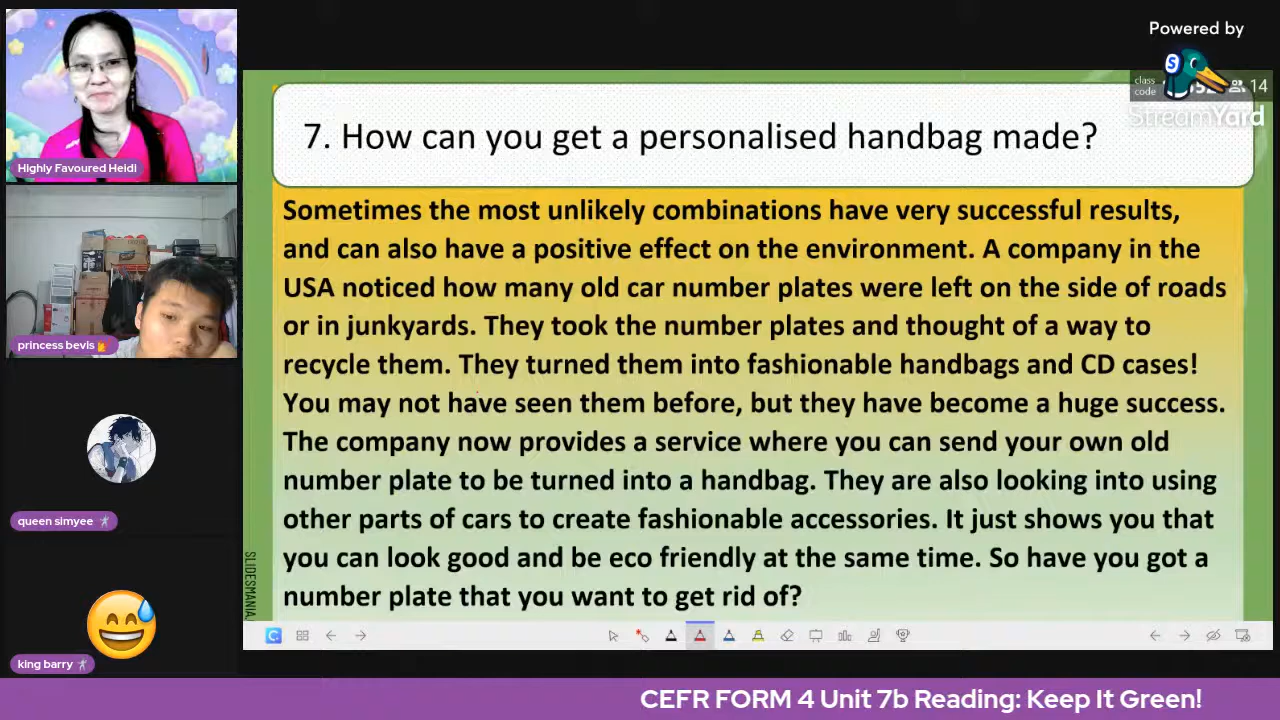 Powered by
class
code
14
StreamYard
7. How can you get a personalised handbag made?
Sometimes the most unlikely combinations have very successful results,
and can also have a positive effect on the environment. A company in the
USA noticed how many old car number plates were left on the side of roads
or in junkyards. They took the number plates and thought of a way to
recycle them. They turned them into fashionable handbags and CD cases!
You may not have seen them before, but they have become a huge success.
The company now provides a service where you can send your own old
number plate to be turned into a handbag. They are also looking into using
other parts of cars to create fashionable accessories. It just shows you that
you can look good and be eco friendly at the same time. So have you got a
number plate that you want to get rid of?
SLIDESMANIA
Highly Favoured Heidi
princess bevis
queen simyee
king barry
CEFR FORM 4 Unit 7b Reading: Keep It Green!